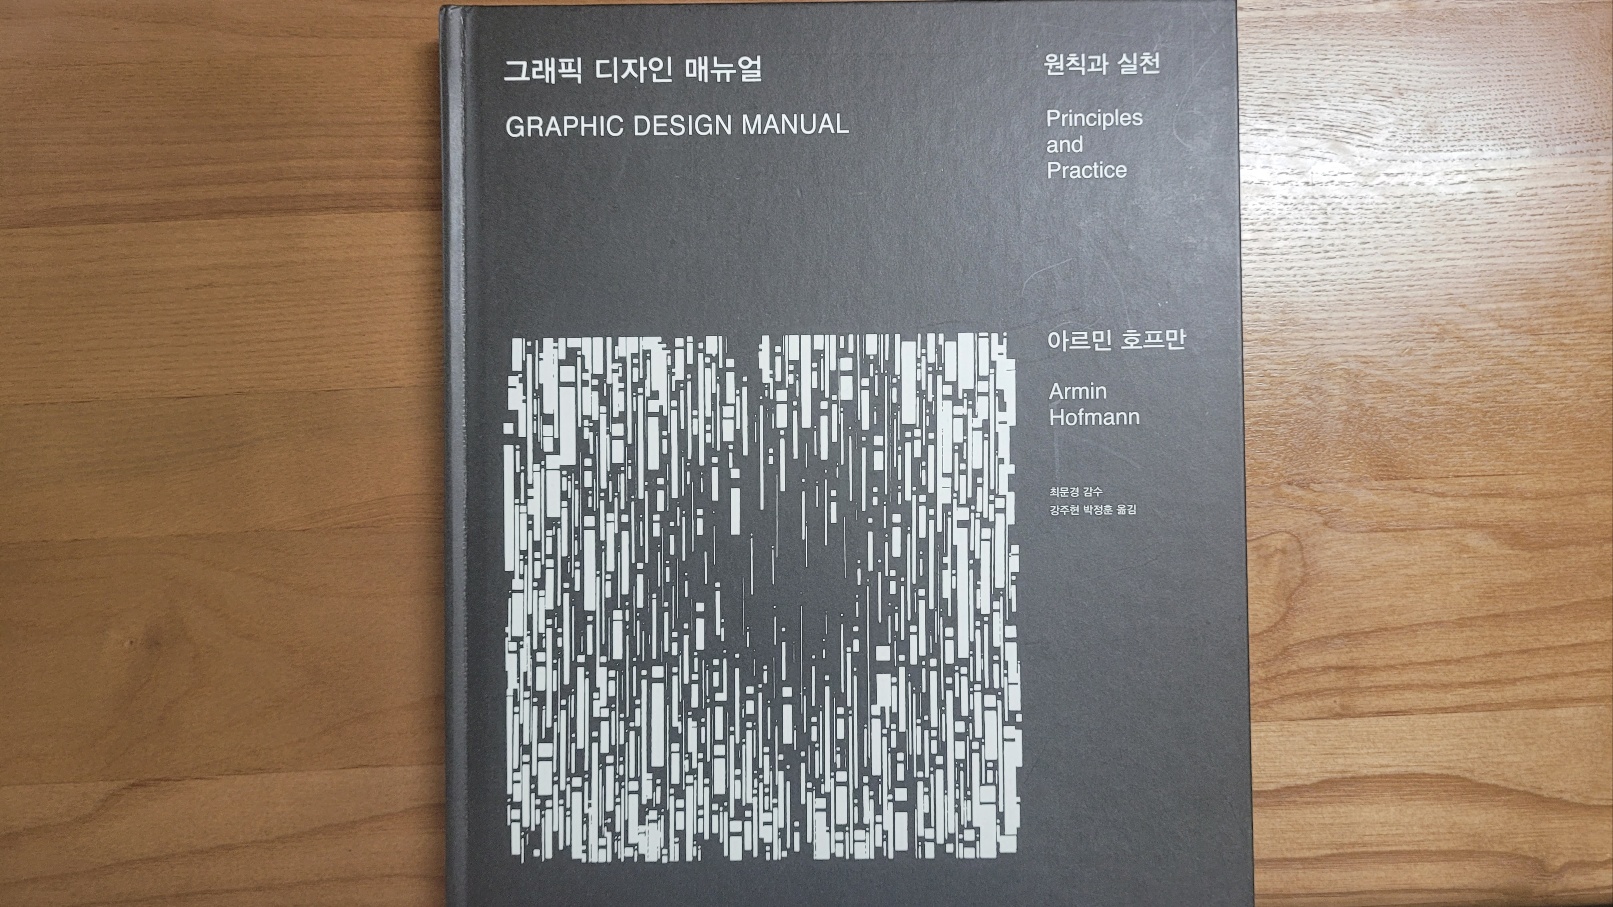 그래픽 디자인 매뉴얼
GRAPHIC DESIGN MANUAL
원칙과 실천
Principles
and
Practice
아르민 호프만
Armin
Hofmann
최문경 감수
강주현 박정훈 옮김